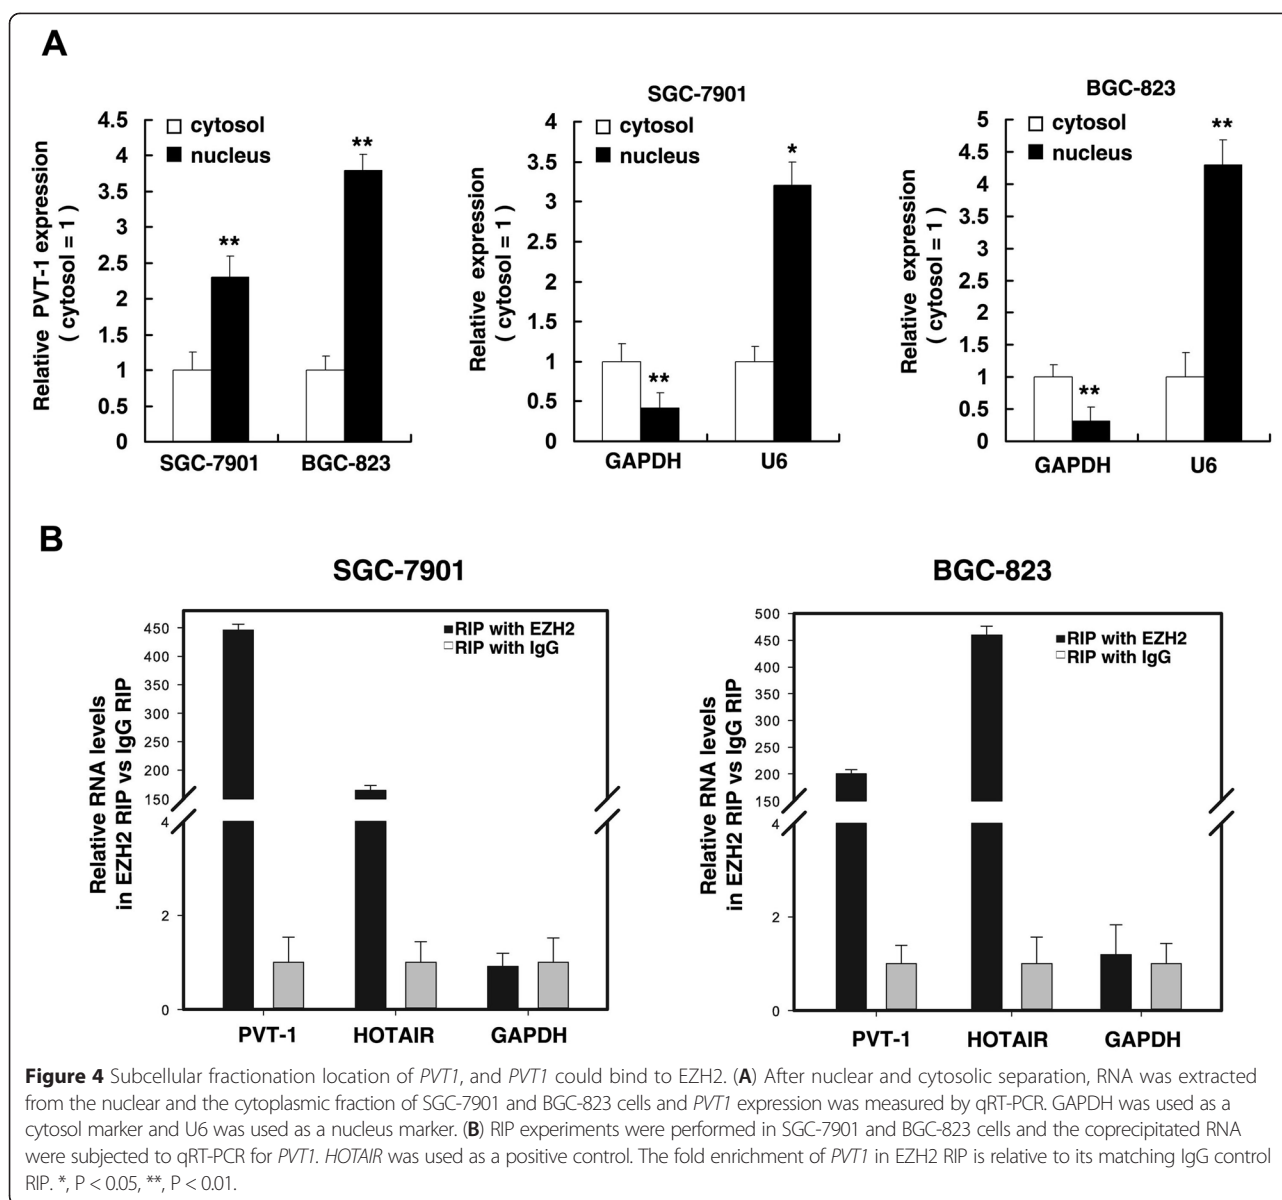 A
SGC-7901
BGC-823
4.5
4
3.5
3
2.5
2
1.5
1
0.5
0
Relative PVT-1 expression
( cytosol = 1 )
cytosol
nucleus
**
**
SGC-7901
BGC-823
4
3.5
3
2.5
2
1.5
1
0.5
0
Relative expression
( cytosol = 1 )
cytosol
nucleus
**
*
GAPDH
U6
5
4.5
4
3.5
3
2.5
2
1.5
1
0.5
0
Relative expression
( cytosol = 1 )
cytosol
nucleus
**
**
GAPDH
U6
B
SGC-7901
450
400
350
300
250
200
150
4
2
0
Relative RNA levels
in EZH2 RIP vs IgG RIP
RIP with EZH2
RIP with IgG
PVT-1
HOTAIR
GAPDH
BGC-823
500
450
400
350
300
250
200
150
4
2
0
Relative RNA levels
in EZH2 RIP vs IgG RIP
RIP with EZH2
RIP with IgG
PVT-1
HOTAIR
GAPDH
Figure 4 Subcellular fractionation location of PVT1, and PVT1 could bind to EZH2. (A) After nuclear and cytosolic separation, RNA was extracted
from the nuclear and the cytoplasmic fraction of SGC-7901 and BGC-823 cells and PVT1 expression was measured by qRT-PCR. GAPDH was used as a
cytosol marker and U6 was used as a nucleus marker. (B) RIP experiments were performed in SGC-7901 and BGC-823 cells and the coprecipitated RNA
were subjected to qRT-PCR for PVT1. HOTAIR was used as a positive control. The fold enrichment of PVT1 in EZH2 RIP is relative to its matching IgG control
RIP. *, P < 0.05, **, P < 0.01.